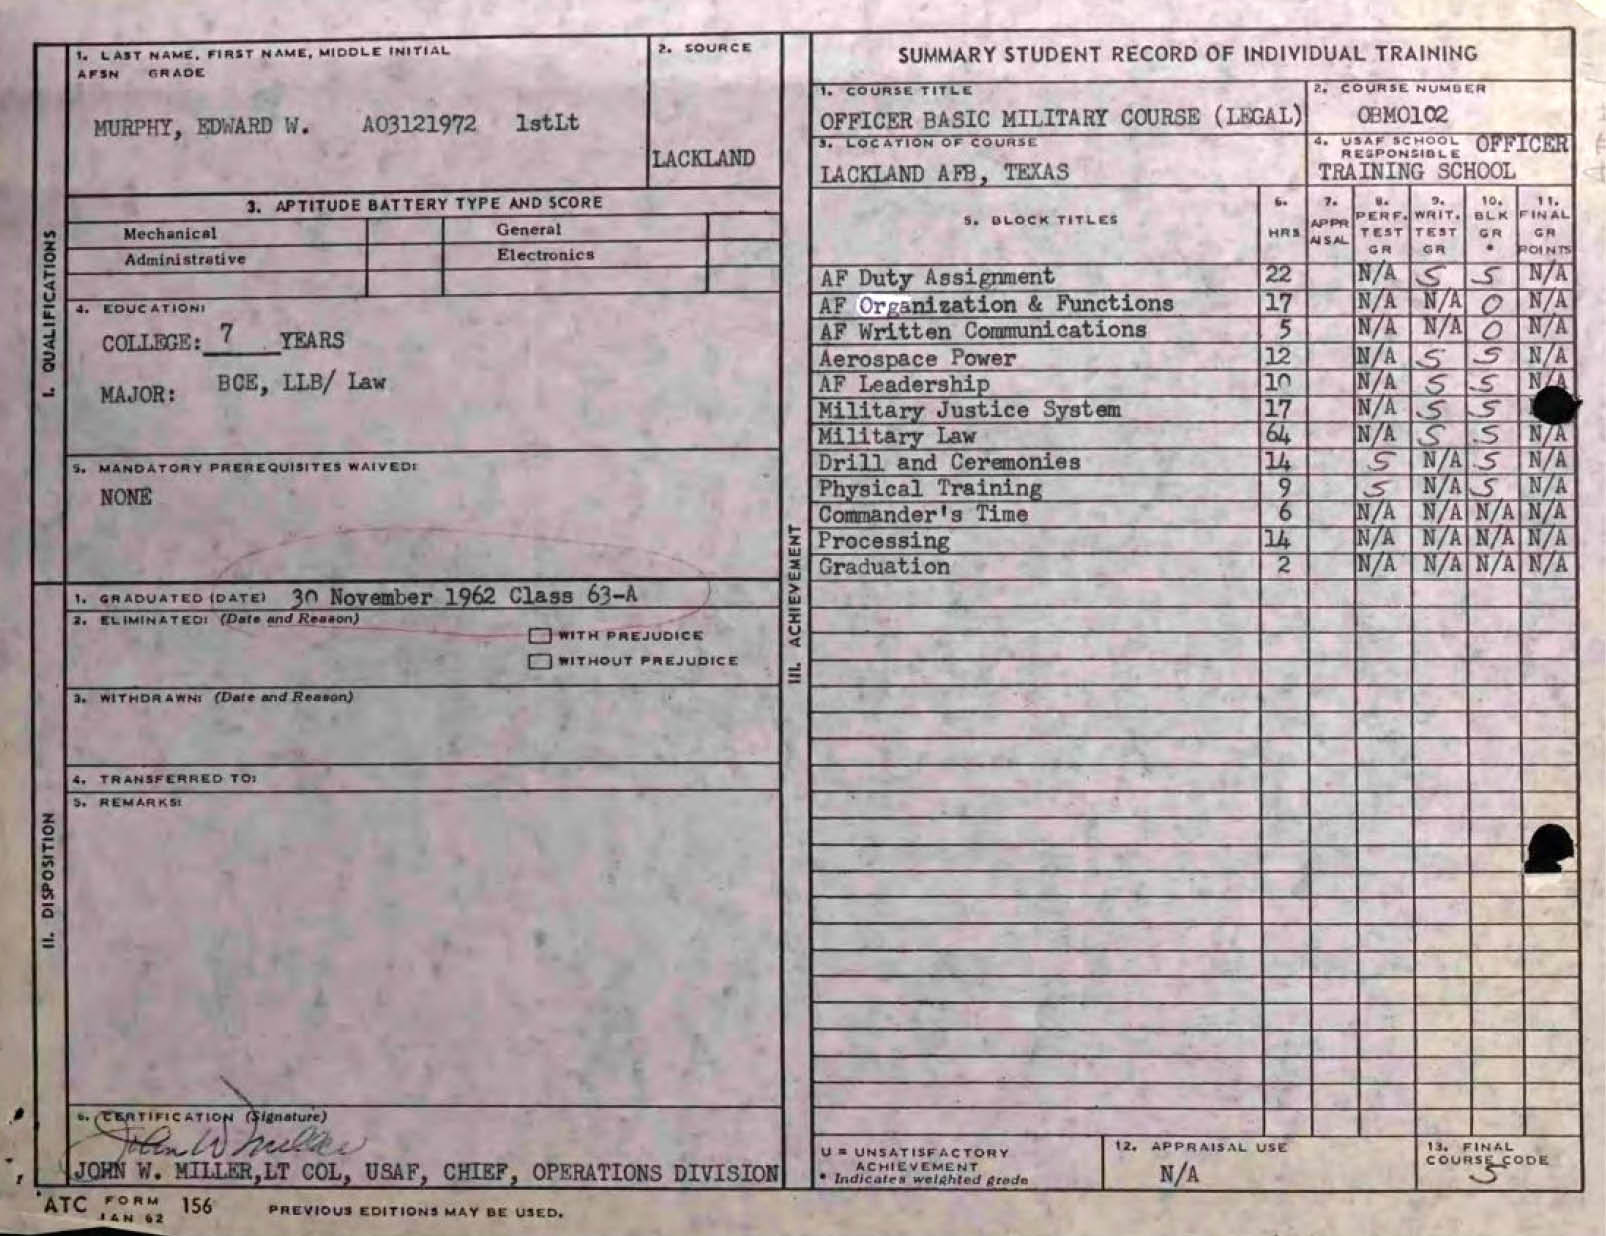 1. LAST NAME, FIRST NAME, MIDDLE INITIAL
AFSN GRADE
MURPHY, EDWARD W. AO3121972 1stLt
2. SOURCE
LACKLAND
3. APTITUDE BATTERY TYPE AND SCORE
Mechanical General
Administrative Electronics
I. QUALIFICATIONS
4. EDUCATION:
COLLEGE: 7 YEARS
MAJOR: BCE, LLB/ Law
5. MANDATORY PREREQUISITES WAIVED:
NONE
II. DISPOSITION
1. GRADUATED (DATE) 30 November 1962 Class 63-A
2. ELIMINATED: (Date and Reason)
WITH PREJUDICE
WITHOUT PREJUDICE
3. WITHDRAWN: (Date and Reason)
4. TRANSFERRED TO:
5. REMARKS:
6. CERTIFICATION (Signature)
John W Miller
JOHN W. MILLER, LT COL, USAF, CHIEF, OPERATIONS DIVISION
ATC FORM 156 PREVIOUS EDITIONS MAY BE USED.
JAN 62
SUMMARY STUDENT RECORD OF INDIVIDUAL TRAINING
1. COURSE TITLE
OFFICER BASIC MILITARY COURSE (LEGAL)
2. COURSE NUMBER
OBM0102
3. LOCATION OF COURSE
LACKLAND AFB, TEXAS
4. USAF SCHOOL RESPONSIBLE OFFICER
TRAINING SCHOOL
III. ACHIEVEMENT
5. BLOCK TITLES
6. HRS
7. APPRAISAL
8. PERF. TEST GR
9. WRIT. TEST GR
10. BLK GR *
11. FINAL GR POINTS
AF Duty Assignment 22 N/A S S N/A
AF Organization & Functions 17 N/A N/A O N/A
AF Written Communications 5 N/A N/A O N/A
Aerospace Power 12 N/A S S N/A
AF Leadership 10 N/A S S N/A
Military Justice System 17 N/A S S
Military Law 64 N/A S S N/A
Drill and Ceremonies 14 S N/A S N/A
Physical Training 9 S N/A S N/A
Commander's Time 6 N/A N/A N/A N/A
Processing 14 N/A N/A N/A N/A
Graduation 2 N/A N/A N/A N/A
U = UNSATISFACTORY
ACHIEVEMENT
* Indicates weighted grade
12. APPRAISAL USE
N/A
13. FINAL
COURSE CODE
S